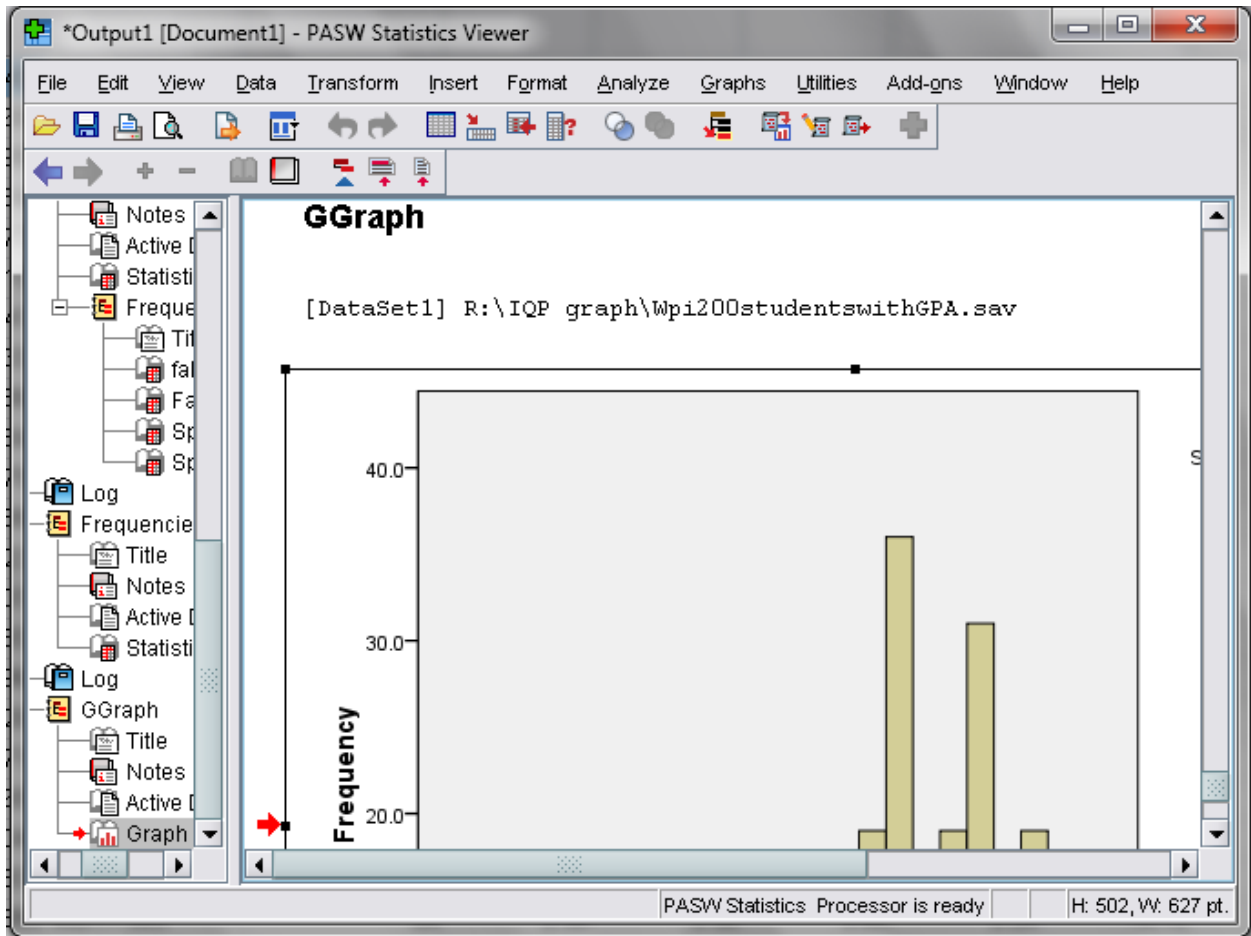 *Output1 [Document1] - PASW Statistics Viewer
File Edit View Data Transform Insert Format Analyze Graphs Utilities Add-ons Window Help
Notes
Active D
Statisti
Freque
Tit
fal
Fa
Sp
Sp
Log
Frequencie
Title
Notes
Active D
Statisti
Log
GGraph
Title
Notes
Active D
Graph
GGraph
[DataSet1] R:\IQP graph\Wpi200studentswithGPA.sav
S
40.0
30.0
20.0
Frequency
PASW Statistics Processor is ready
H: 502, W: 627 pt.